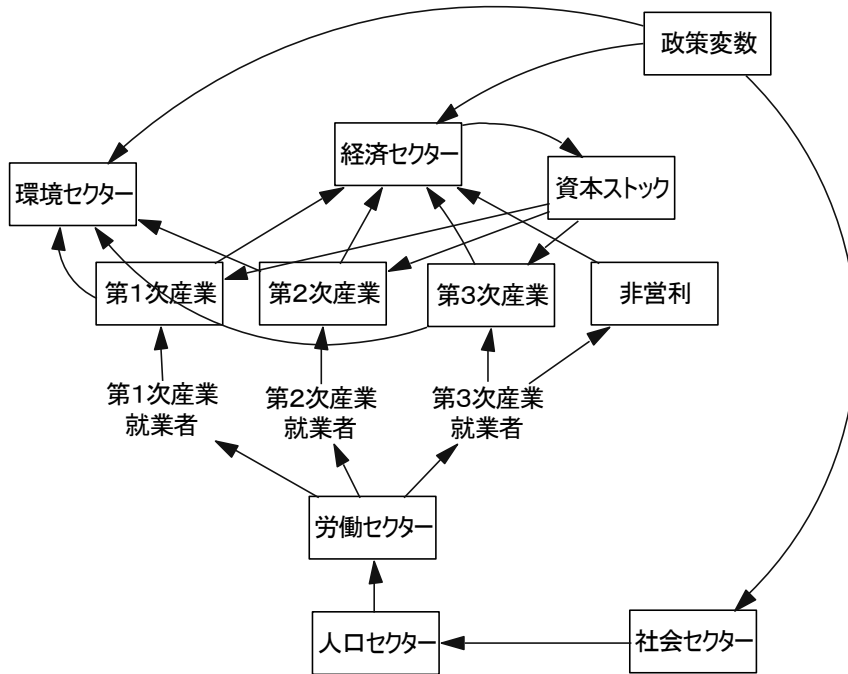 政策変数
経済セクター
環境セクター
資本ストック
第１次産業
第２次産業
第３次産業
非営利
第１次産業
就業者
第２次産業
就業者
第３次産業
就業者
労働セクター
人口セクター
社会セクター